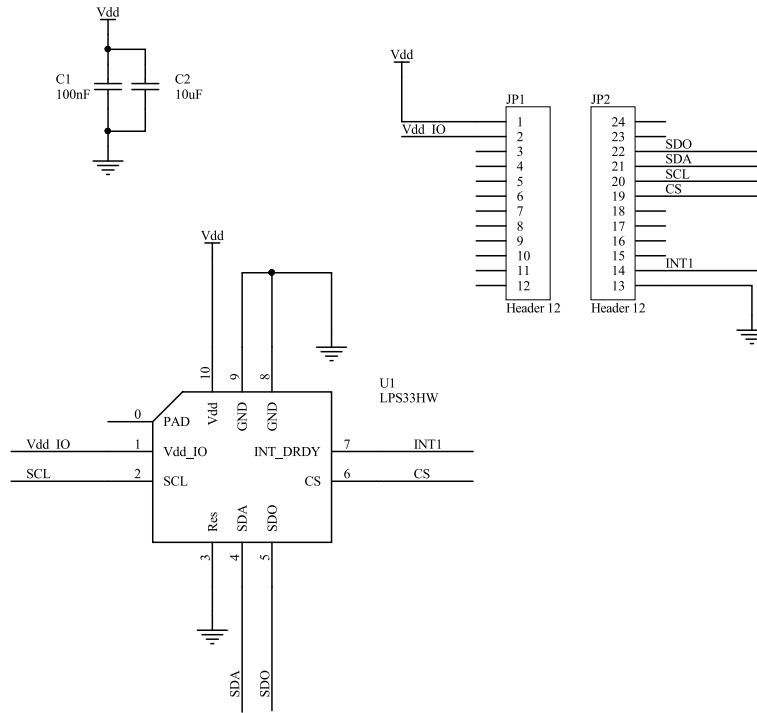 Vdd
C1
100nF
C2
10uF
Vdd
Vdd_IO
JP1
1
2
3
4
5
6
7
8
9
10
11
12
Header 12
JP2
24
23
22
21
20
19
18
17
16
15
14
13
Header 12
SDO
SDA
SCL
CS
INT1
Vdd
10
9
8
U1
LPS33HW
0
PAD
Vdd
GND
GND
Vdd_IO
1
Vdd_IO
INT_DRDY
7
INT1
SCL
2
SCL
CS
6
CS
Res
SDA
SDO
3
4
5
SDA
SDO